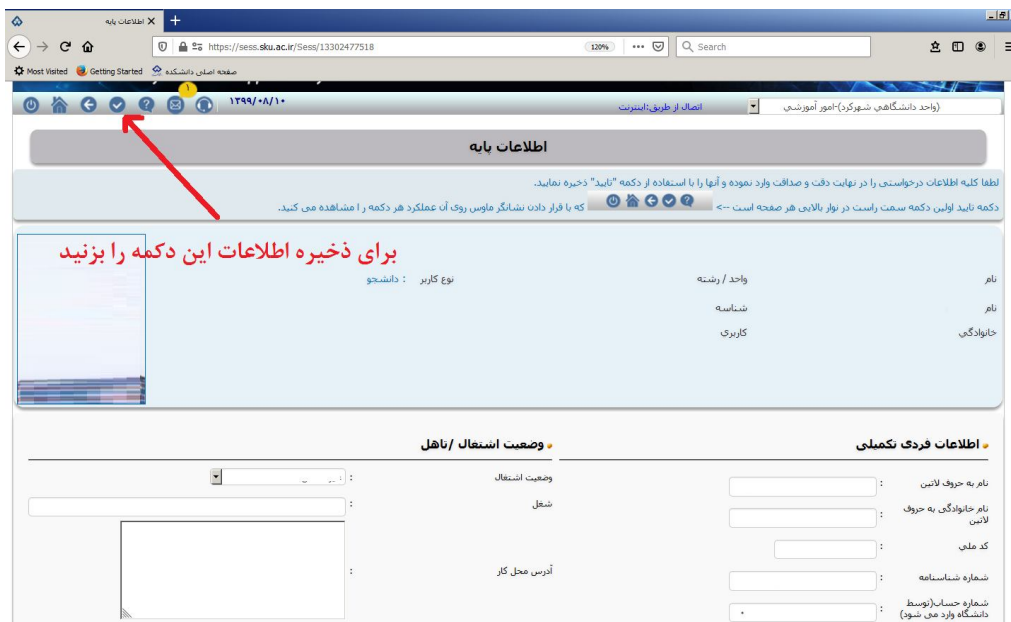 اطلاعات پایه
https://sess.sku.ac.ir/Sess/13302477518
120%
Search
Most Visited
Getting Started
صفحه اصلی دانشکده
۱
۱۳۹۹/۰۸/۱۰
اتصال از طریق:اینترنت
(واحد دانشگاهی شهرکرد)-امور آموزشی
اطلاعات پایه
لطفا کلیه اطلاعات درخواستی را در نهایت دقت و صداقت وارد نموده و آنها را با استفاده از دکمه "تایید" ذخیره نمایید.
دکمه تایید اولین دکمه سمت راست در نوار بالایی هر صفحه است --> که با قرار دادن نشانگر ماوس روی آن عملکرد هر دکمه را مشاهده می کنید.
برای ذخیره اطلاعات این دکمه را بزنید
نام
واحد / رشته
نوع کاربر : دانشجو
نام خانوادگی
شناسه کاربری
اطلاعات فردی تکمیلی
نام به حروف لاتین :
نام خانوادگی به حروف لاتین :
کد ملی :
شماره شناسنامه :
شماره حساب(توسط دانشگاه وارد می شود) :
وضعیت اشتغال /تاهل
وضعیت اشتغال :
شغل :
آدرس محل کار :